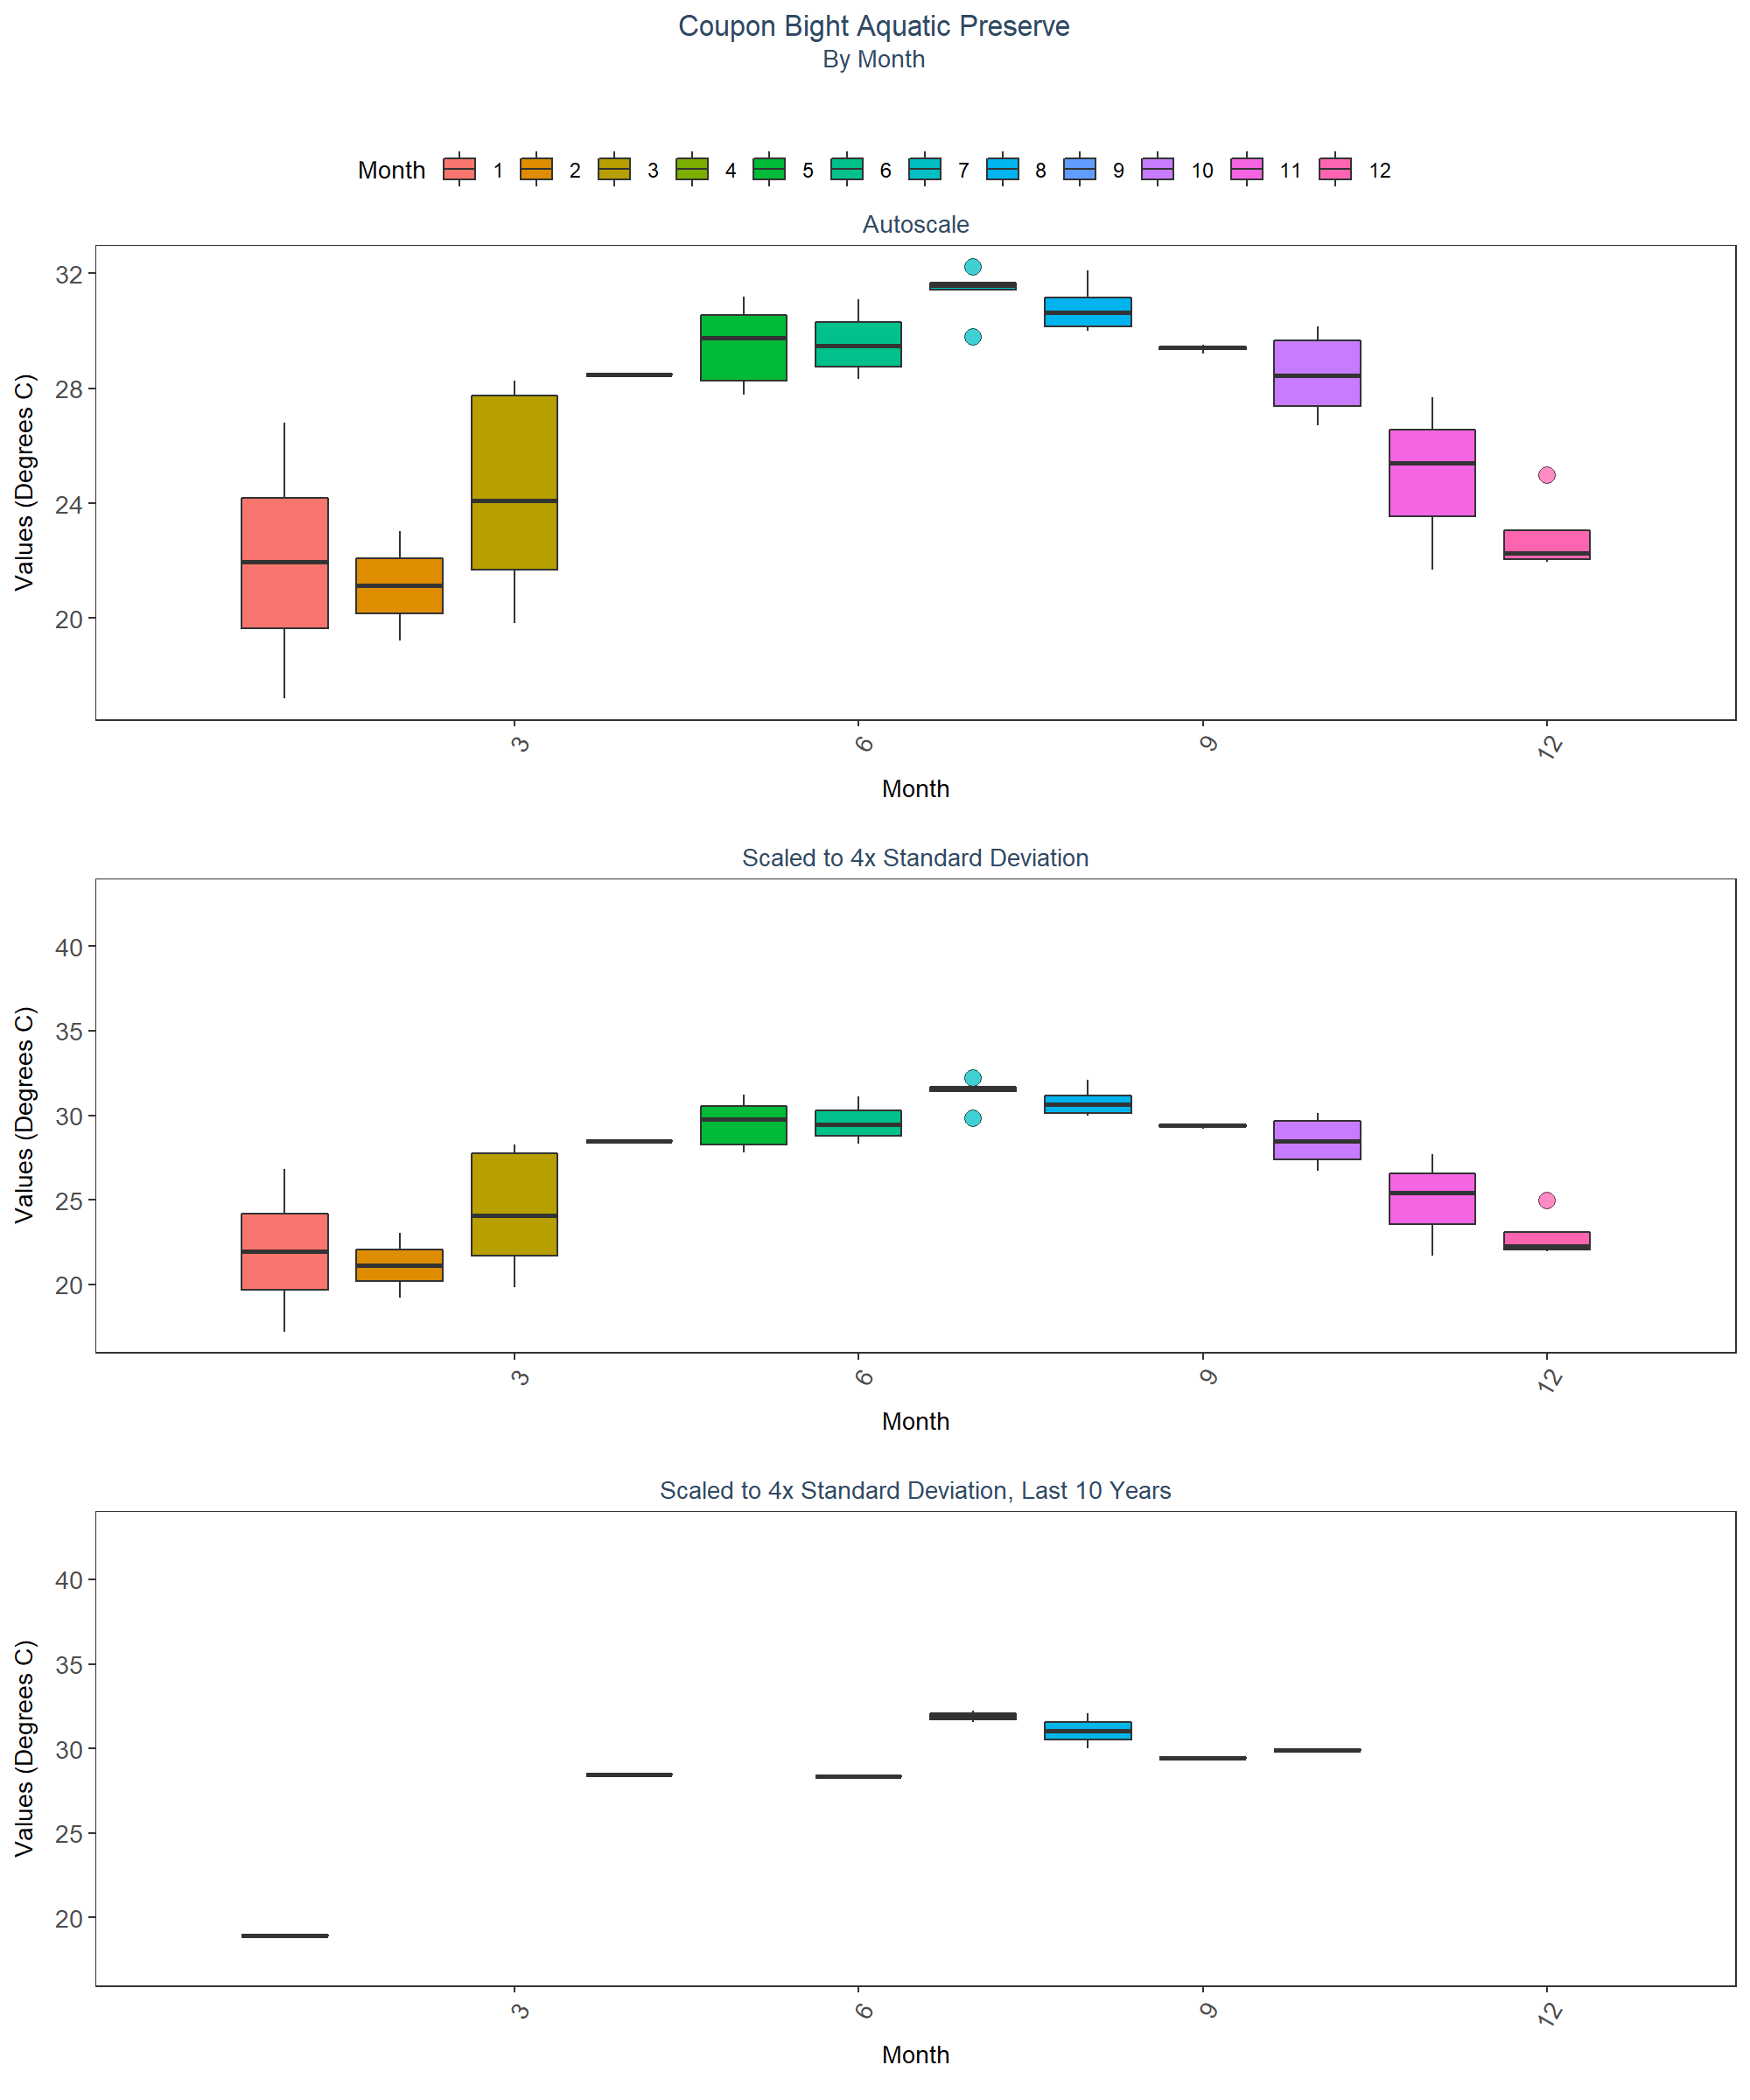 Coupon Bight Aquatic Preserve
By Month
Month 1 2 3 4 5 6 7 8 9 10 11 12
Autoscale
Values (Degrees C)
32
28
24
20
3 6 9 12
Month
Scaled to 4x Standard Deviation
Values (Degrees C)
40
35
30
25
20
3 6 9 12
Month
Scaled to 4x Standard Deviation, Last 10 Years
Values (Degrees C)
40
35
30
25
20
3 6 9 12
Month